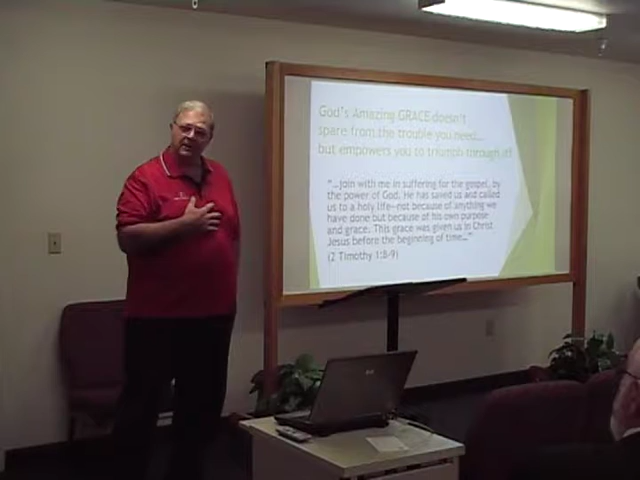 God's Amazing GRACE doesn't
spare from the trouble you need...
but empowers you to triumph through it!
"...join with me in suffering for the gospel, by
the power of God. He has saved us and called
us to a holy life—not because of anything we
have done but because of his own purpose
and grace. This grace was given us in Christ
Jesus before the beginning of time..."
(2 Timothy 1:8-9)
hp